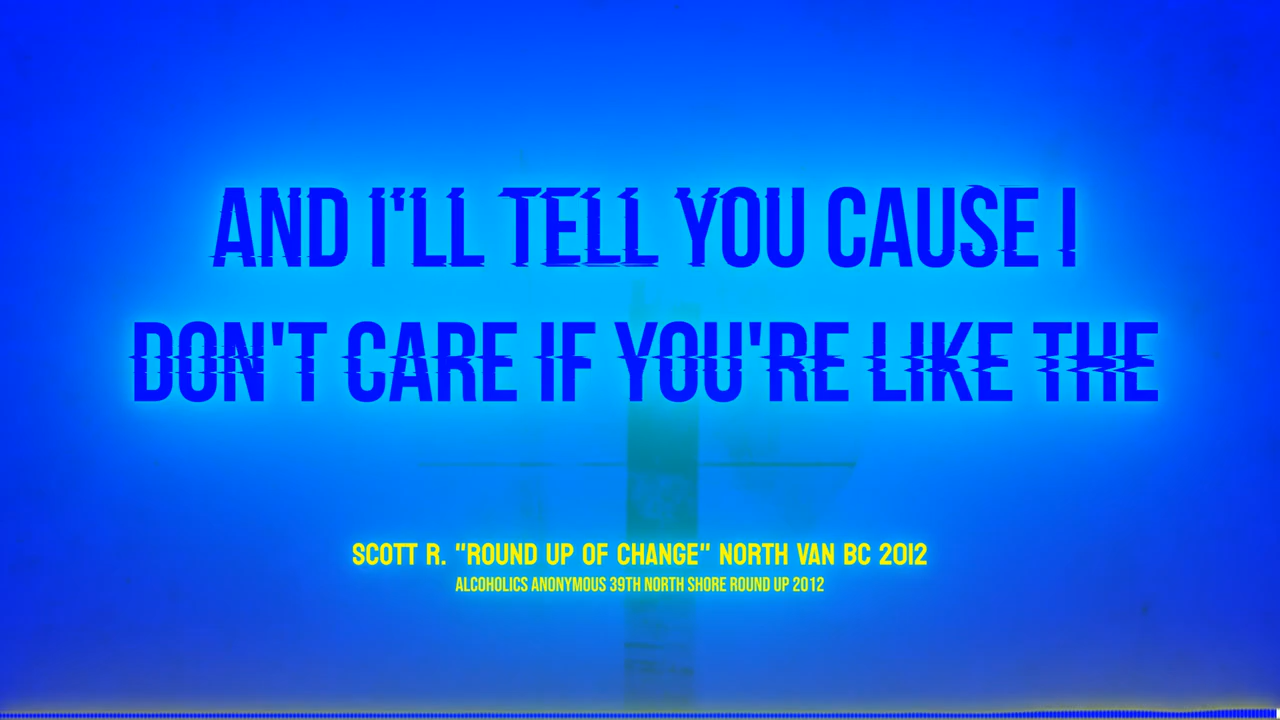 AND I'LL TELL YOU CAUSE I
DON'T CARE IF YOU'RE LIKE THE
SCOTT R. "ROUND UP OF CHANGE" NORTH VAN BC 2012
ALCOHOLICS ANONYMOUS 39TH NORTH SHORE ROUND UP 2012